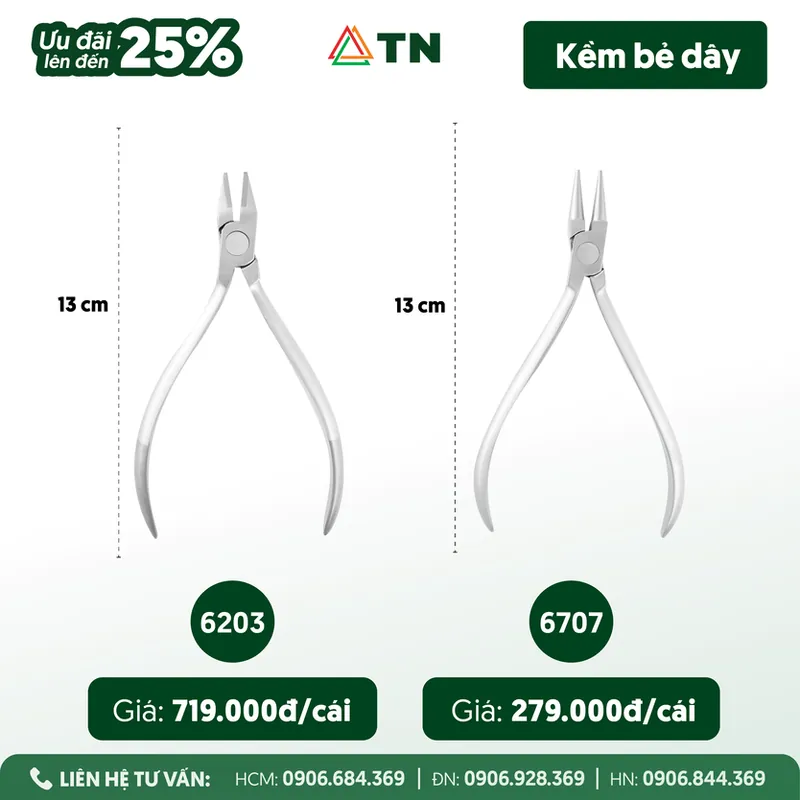 Ưu đãi
lên đến 25%
TN
Kềm bẻ dây
13 cm
13 cm
6203
6707
Giá: 719.000đ/cái
Giá: 279.000đ/cái
LIÊN HỆ TƯ VẤN: HCM: 0906.684.369 | ĐN: 0906.928.369 | HN: 0906.844.369